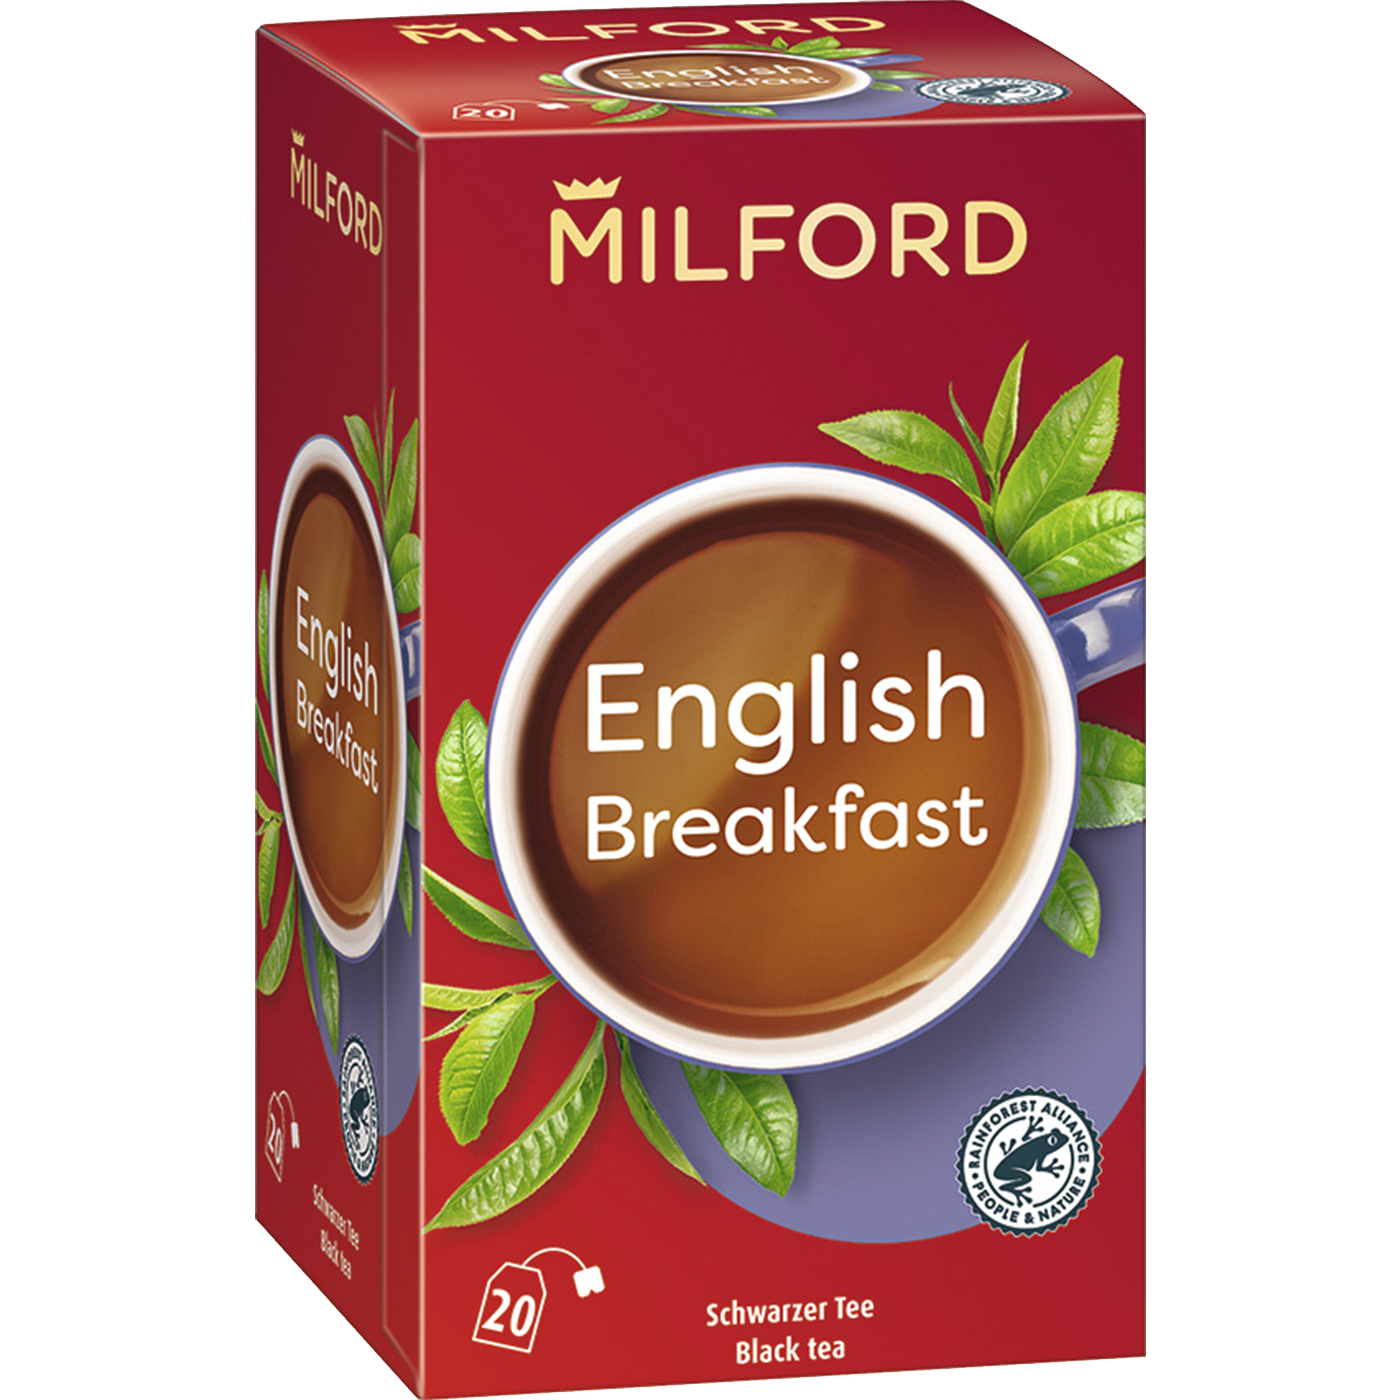 MILFORD
English
Breakfast
20
MILFORD
English
Breakfast
20
Schwarzer Tee
Black tea
MILFORD
English
Breakfast
RAINFOREST ALLIANCE
PEOPLE & NATURE
20
Schwarzer Tee
Black tea